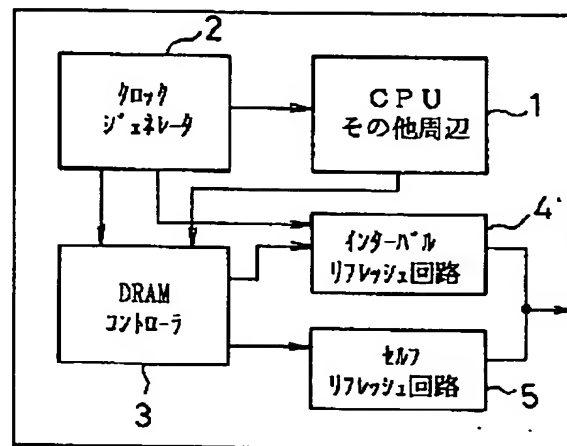 2
クロック
ジェネレータ
CPU
その他周辺
1
4
インターバル
リフレッシュ回路
DRAM
コントローラ
セルフ
リフレッシュ回路
3
5